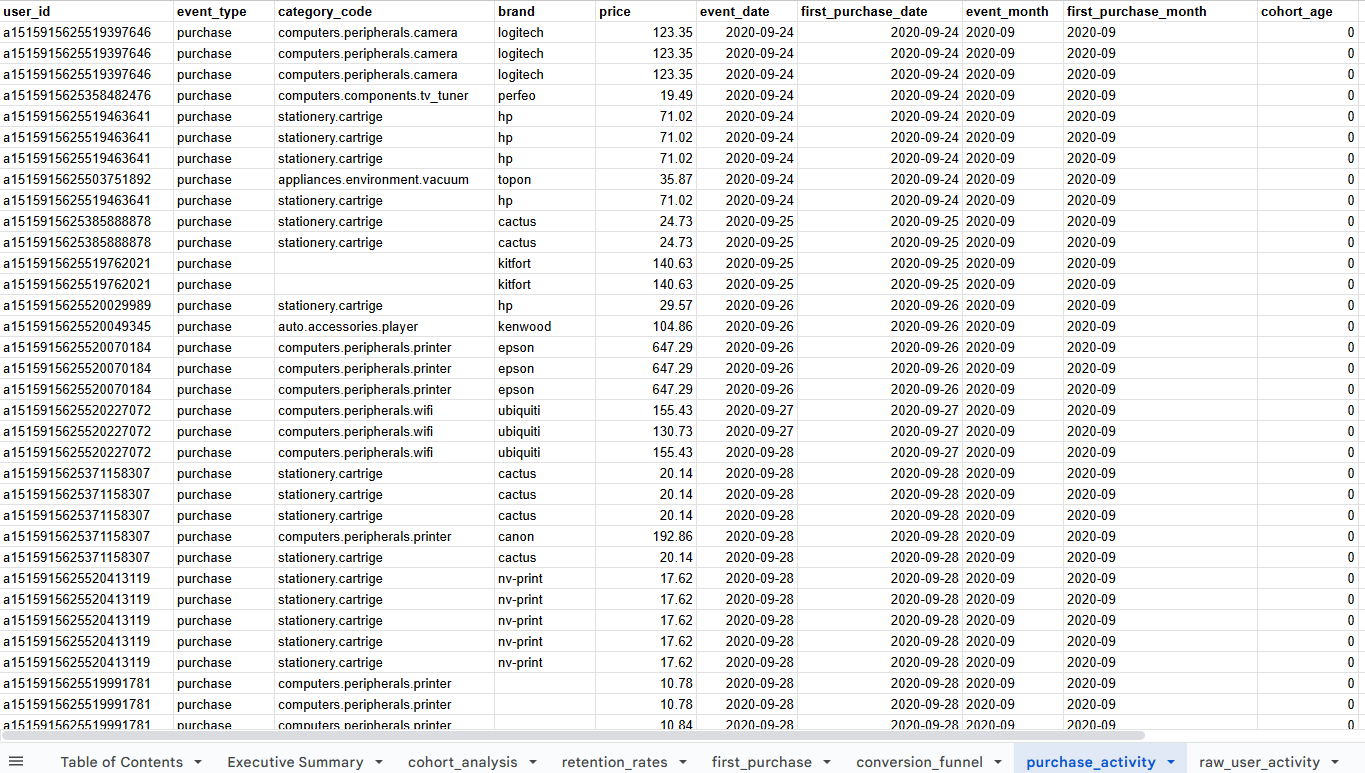 user_id event_type category_code brand price event_date first_purchase_date event_month first_purchase_month cohort_age
a1515915625519397646 purchase computers.peripherals.camera logitech 123.35 2020-09-24 2020-09-24 2020-09 2020-09 0
a1515915625519397646 purchase computers.peripherals.camera logitech 123.35 2020-09-24 2020-09-24 2020-09 2020-09 0
a1515915625519397646 purchase computers.peripherals.camera logitech 123.35 2020-09-24 2020-09-24 2020-09 2020-09 0
a1515915625358482476 purchase computers.components.tv_tuner perfeo 19.49 2020-09-24 2020-09-24 2020-09 2020-09 0
a1515915625519463641 purchase stationery.cartrige hp 71.02 2020-09-24 2020-09-24 2020-09 2020-09 0
a1515915625519463641 purchase stationery.cartrige hp 71.02 2020-09-24 2020-09-24 2020-09 2020-09 0
a1515915625519463641 purchase stationery.cartrige hp 71.02 2020-09-24 2020-09-24 2020-09 2020-09 0
a1515915625503751892 purchase appliances.environment.vacuum topon 35.87 2020-09-24 2020-09-24 2020-09 2020-09 0
a1515915625519463641 purchase stationery.cartrige hp 71.02 2020-09-24 2020-09-24 2020-09 2020-09 0
a1515915625385888878 purchase stationery.cartrige cactus 24.73 2020-09-25 2020-09-25 2020-09 2020-09 0
a1515915625385888878 purchase stationery.cartrige cactus 24.73 2020-09-25 2020-09-25 2020-09 2020-09 0
a1515915625519762021 purchase kitfort 140.63 2020-09-25 2020-09-25 2020-09 2020-09 0
a1515915625519762021 purchase kitfort 140.63 2020-09-25 2020-09-25 2020-09 2020-09 0
a1515915625520029989 purchase stationery.cartrige hp 29.57 2020-09-26 2020-09-26 2020-09 2020-09 0
a1515915625520049345 purchase auto.accessories.player kenwood 104.86 2020-09-26 2020-09-26 2020-09 2020-09 0
a1515915625520070184 purchase computers.peripherals.printer epson 647.29 2020-09-26 2020-09-26 2020-09 2020-09 0
a1515915625520070184 purchase computers.peripherals.printer epson 647.29 2020-09-26 2020-09-26 2020-09 2020-09 0
a1515915625520070184 purchase computers.peripherals.printer epson 647.29 2020-09-26 2020-09-26 2020-09 2020-09 0
a1515915625520227072 purchase computers.peripherals.wifi ubiquiti 155.43 2020-09-27 2020-09-27 2020-09 2020-09 0
a1515915625520227072 purchase computers.peripherals.wifi ubiquiti 130.73 2020-09-27 2020-09-27 2020-09 2020-09 0
a1515915625520227072 purchase computers.peripherals.wifi ubiquiti 155.43 2020-09-28 2020-09-27 2020-09 2020-09 0
a1515915625371158307 purchase stationery.cartrige cactus 20.14 2020-09-28 2020-09-28 2020-09 2020-09 0
a1515915625371158307 purchase stationery.cartrige cactus 20.14 2020-09-28 2020-09-28 2020-09 2020-09 0
a1515915625371158307 purchase stationery.cartrige cactus 20.14 2020-09-28 2020-09-28 2020-09 2020-09 0
a1515915625371158307 purchase computers.peripherals.printer canon 192.86 2020-09-28 2020-09-28 2020-09 2020-09 0
a1515915625371158307 purchase stationery.cartrige cactus 20.14 2020-09-28 2020-09-28 2020-09 2020-09 0
a1515915625520413119 purchase stationery.cartrige nv-print 17.62 2020-09-28 2020-09-28 2020-09 2020-09 0
a1515915625520413119 purchase stationery.cartrige nv-print 17.62 2020-09-28 2020-09-28 2020-09 2020-09 0
a1515915625520413119 purchase stationery.cartrige nv-print 17.62 2020-09-28 2020-09-28 2020-09 2020-09 0
a1515915625520413119 purchase stationery.cartrige nv-print 17.62 2020-09-28 2020-09-28 2020-09 2020-09 0
a1515915625520413119 purchase stationery.cartrige nv-print 17.62 2020-09-28 2020-09-28 2020-09 2020-09 0
a1515915625519991781 purchase computers.peripherals.printer 10.78 2020-09-28 2020-09-28 2020-09 2020-09 0
a1515915625519991781 purchase computers.peripherals.printer 10.78 2020-09-28 2020-09-28 2020-09 2020-09 0
a1515915625519991781 purchase computers.peripherals.printer 10.84 2020-09-28 2020-09-28 2020-09 2020-09 0
Table of Contents Executive Summary cohort_analysis retention_rates first_purchase conversion_funnel purchase_activity raw_user_activity